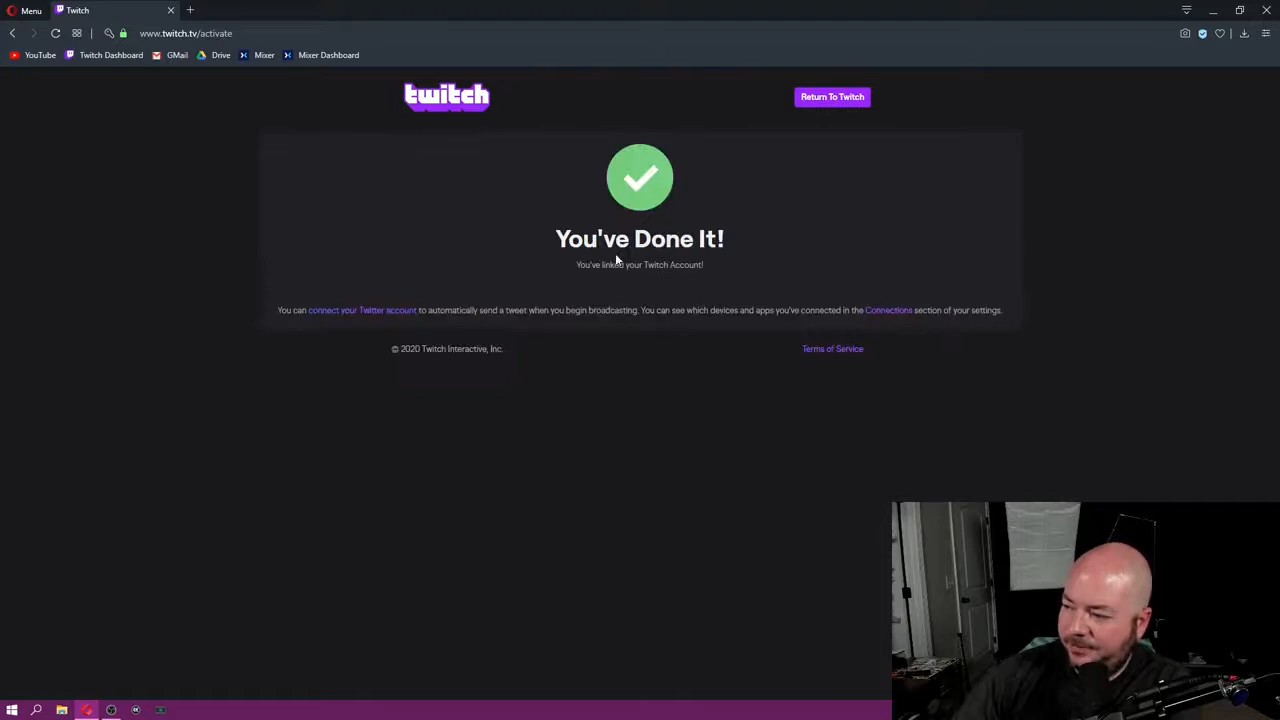 Menu
Twitch
www.twitch.tv/activate
YouTube
Twitch Dashboard
GMail
Drive
Mixer
Mixer Dashboard
twitch
Return To Twitch
You've Done It!
You've linked your Twitch Account!
You can connect your Twitter account to automatically send a tweet when you begin broadcasting. You can see which devices and apps you've connected in the Connections section of your settings.
© 2020 Twitch Interactive, Inc.
Terms of Service